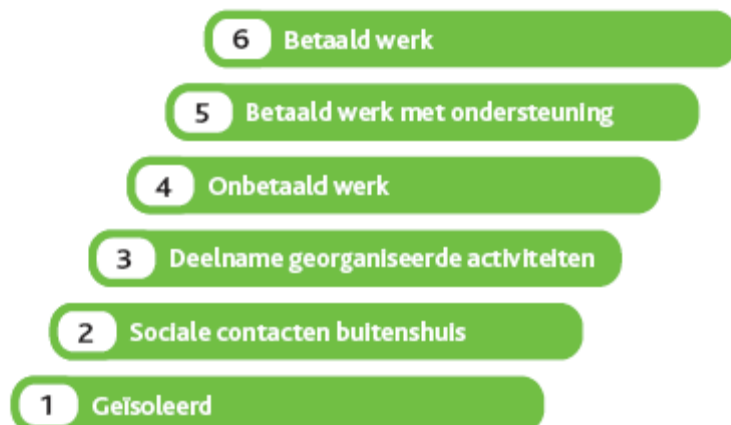 6 Betaald werk
5 Betaald werk met ondersteuning
4 Onbetaald werk
3 Deelname georganiseerde activiteiten
2 Sociale contacten buitenshuis
1 Geïsoleerd